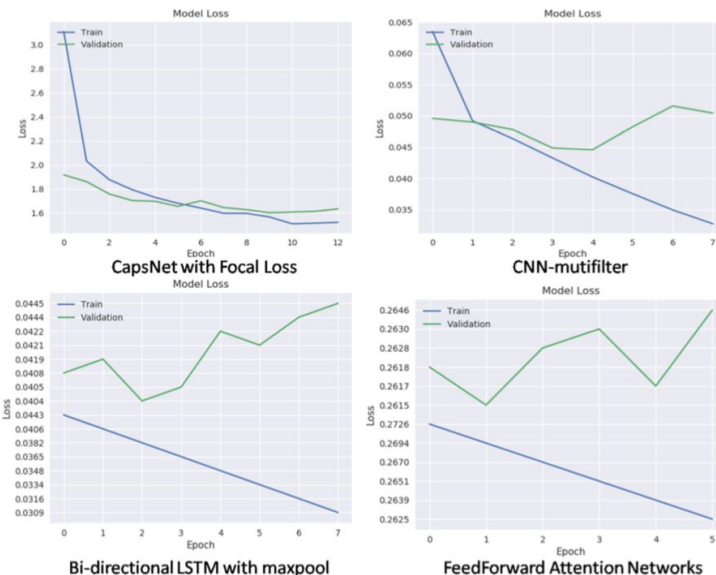 Model Loss
Train
Validation
3.0
2.8
2.6
2.4
2.2
2.0
1.8
1.6
Loss
0 2 4 6 8 10 12
Epoch
CapsNet with Focal Loss
Model Loss
Train
Validation
0.065
0.060
0.055
0.050
0.045
0.040
0.035
Loss
0 1 2 3 4 5 6 7
Epoch
CNN-mutifilter
Model Loss
Train
Validation
0.0445
0.0444
0.0422
0.0421
0.0419
0.0408
0.0405
0.0404
0.0443
0.0406
0.0382
0.0365
0.0348
0.0334
0.0316
0.0309
Loss
0 1 2 3 4 5 6 7
Epoch
Bi-directional LSTM with maxpool
Model Loss
Train
Validation
0.2646
0.2630
0.2628
0.2618
0.2617
0.2615
0.2726
0.2694
0.2670
0.2651
0.2639
0.2625
Loss
0 1 2 3 4 5
Epoch
FeedForward Attention Networks